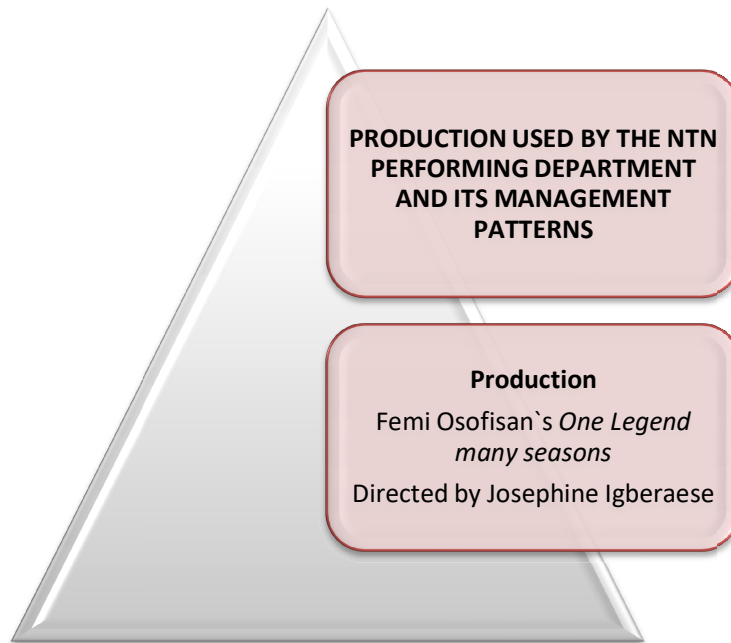 PRODUCTION USED BY THE NTN
PERFORMING DEPARTMENT
AND ITS MANAGEMENT
PATTERNS
Production
Femi Osofisan`s One Legend
many seasons
Directed by Josephine Igberaese